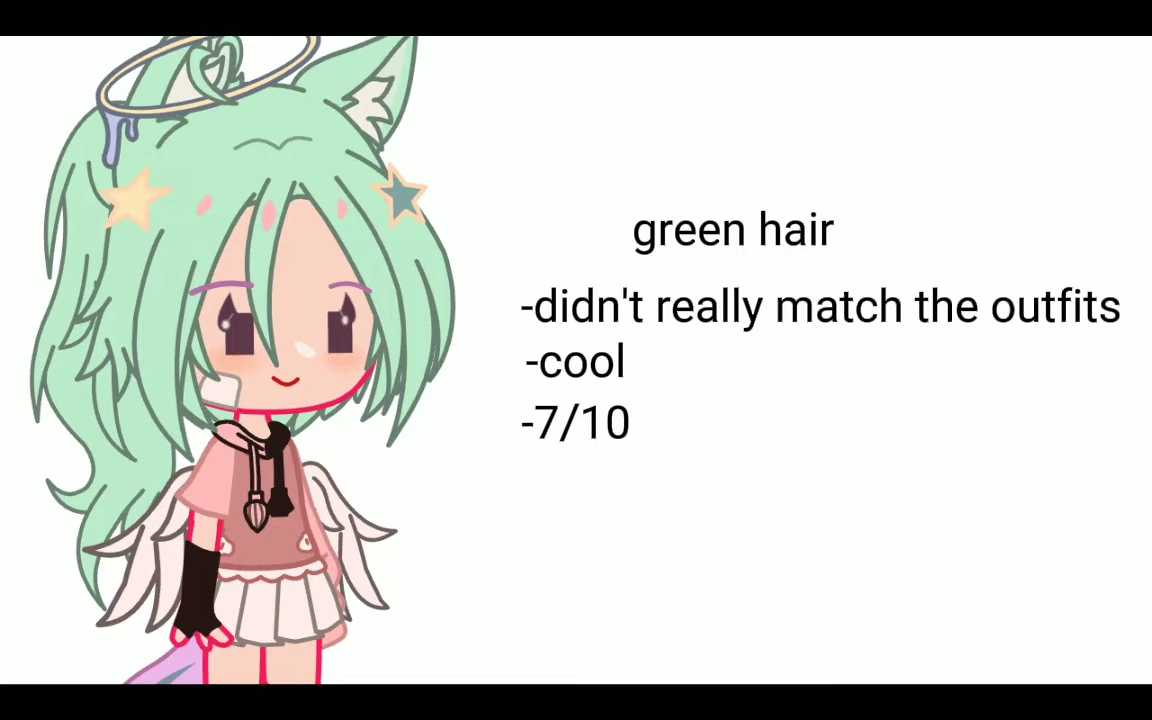 green hair
-didn't really match the outfits
-cool
-7/10